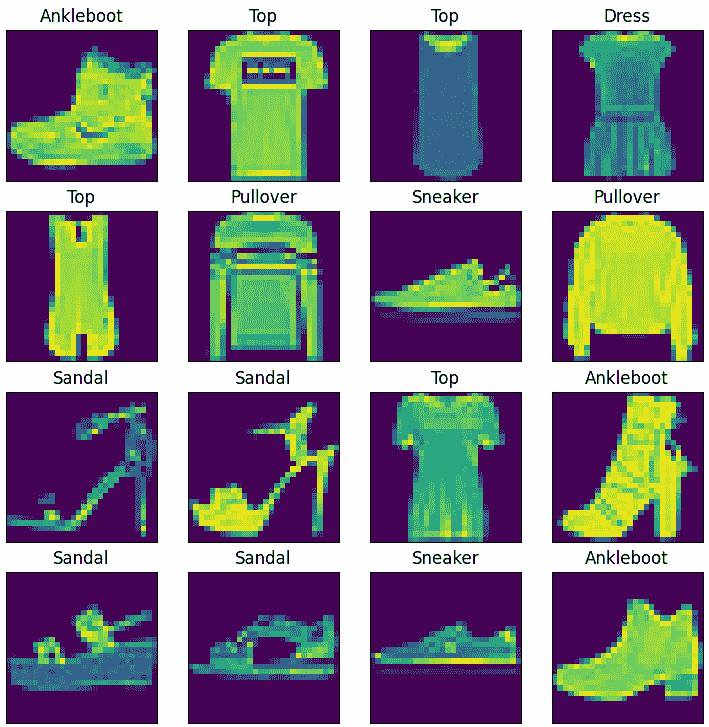 Ankleboot Top Top Dress
Top Pullover Sneaker Pullover
Sandal Sandal Top Ankleboot
Sandal Sandal Sneaker Ankleboot